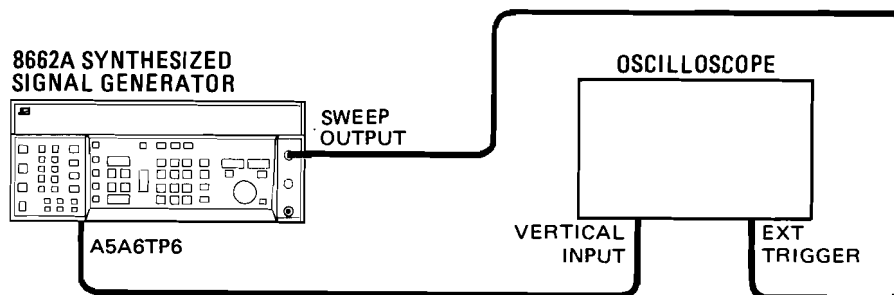 8662A SYNTHESIZED
SIGNAL GENERATOR
SWEEP
OUTPUT
OSCILLOSCOPE
A5A6TP6
VERTICAL
INPUT
EXT
TRIGGER